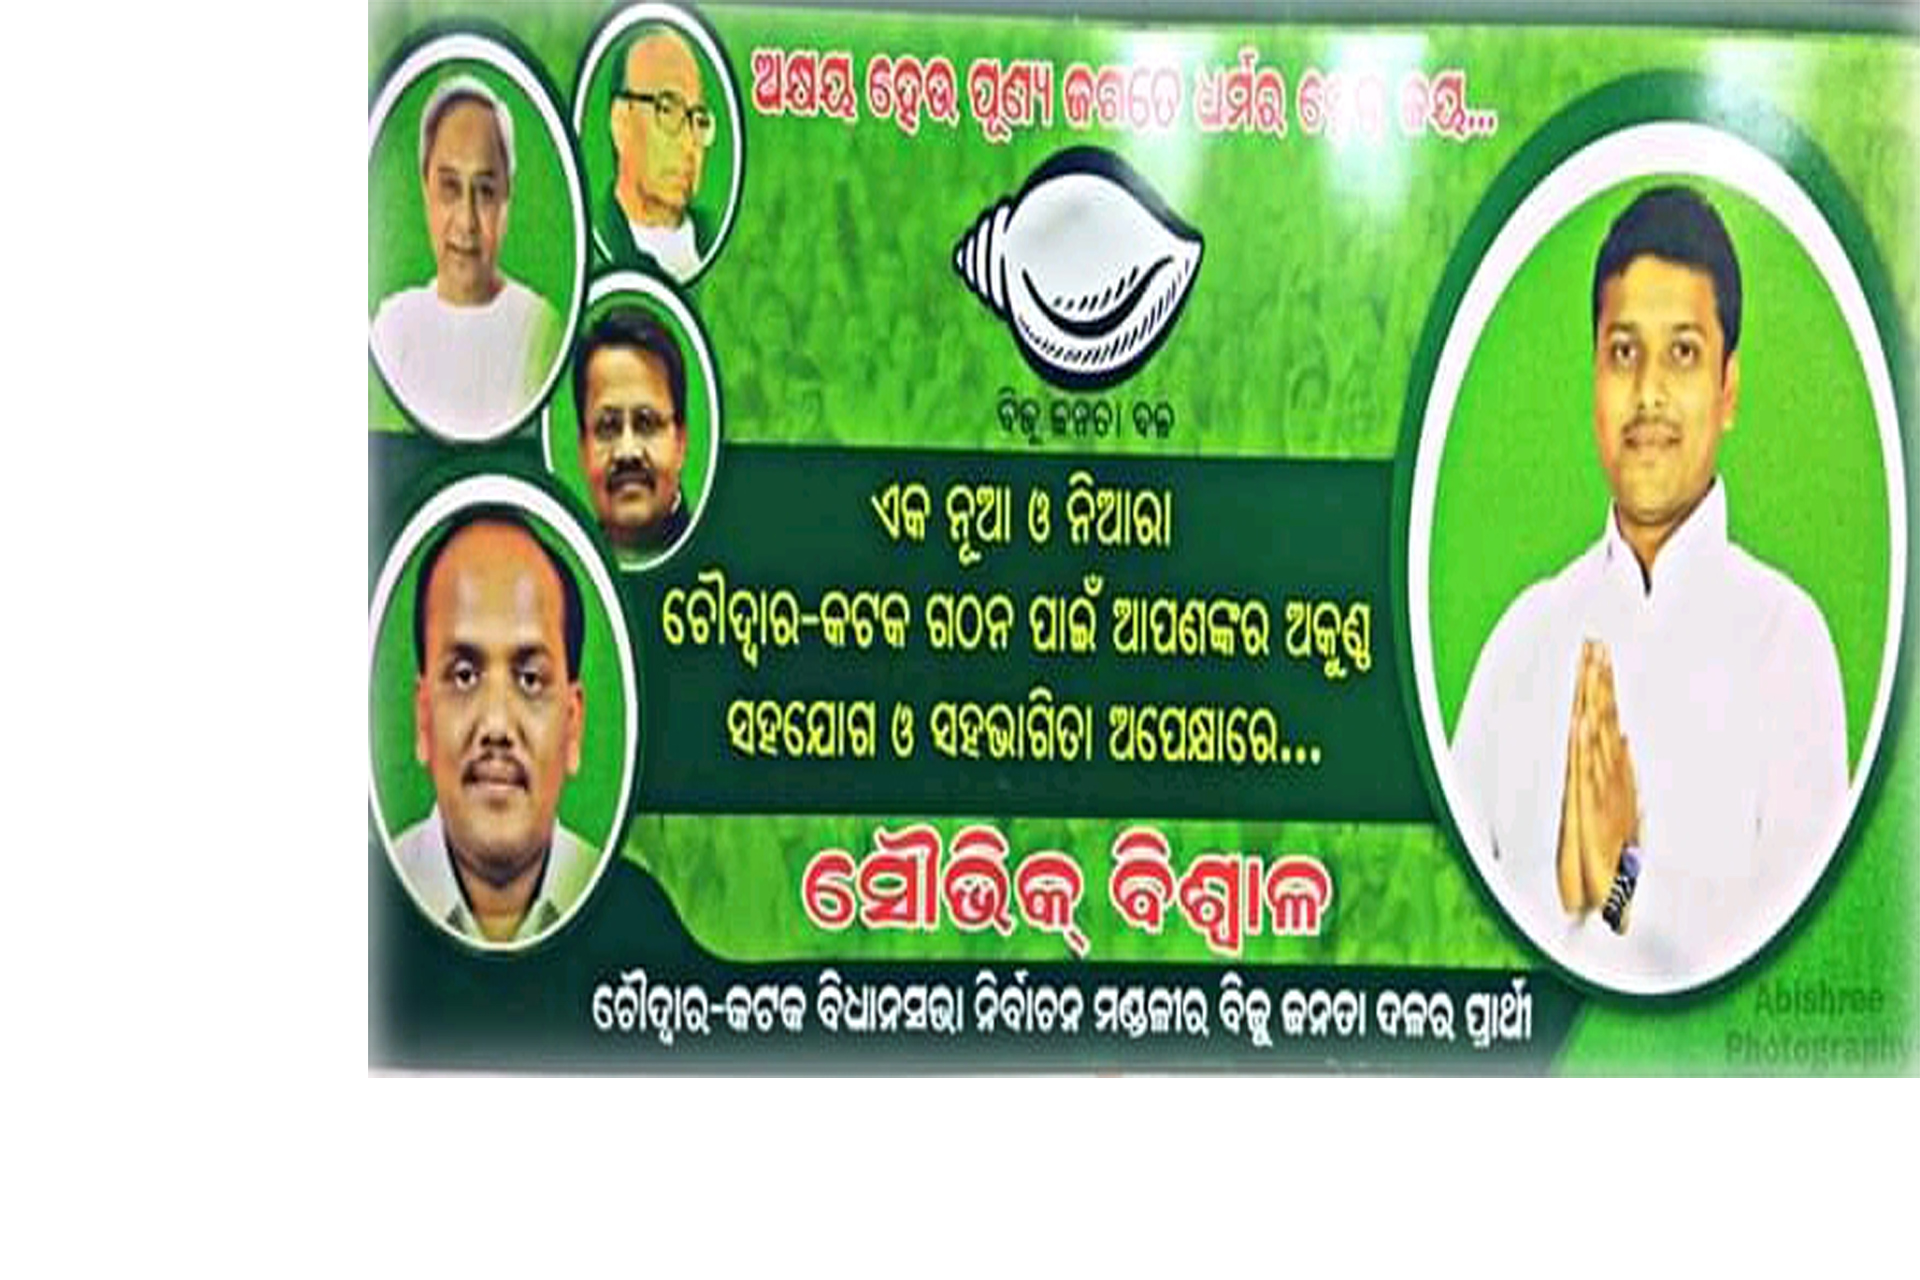 ଅକ୍ଷୟ ହେଉ ପୂଣ୍ୟ ଜଗତେ ଧର୍ମର ଜୟ...
ବିଜୁ ଜନତା ଦଳ
ଏକ ନୂଆ ଓ ନିଆରା
ଚୌଦ୍ୱାର-କଟକ ଗଠନ ପାଇଁ ଆପଣଙ୍କର ଅକୁଣ୍ଠ
ସହଯୋଗ ଓ ସହଭାଗିତା ଅପେକ୍ଷାରେ...
ସୌଭିକ୍ ବିଶ୍ୱାଳ
ଚୌଦ୍ୱାର-କଟକ ବିଧାନସଭା ନିର୍ବାଚନ ମଣ୍ଡଳୀର ବିଜୁ ଜନତା ଦଳର ପ୍ରାର୍ଥୀ
Abishree
Photography